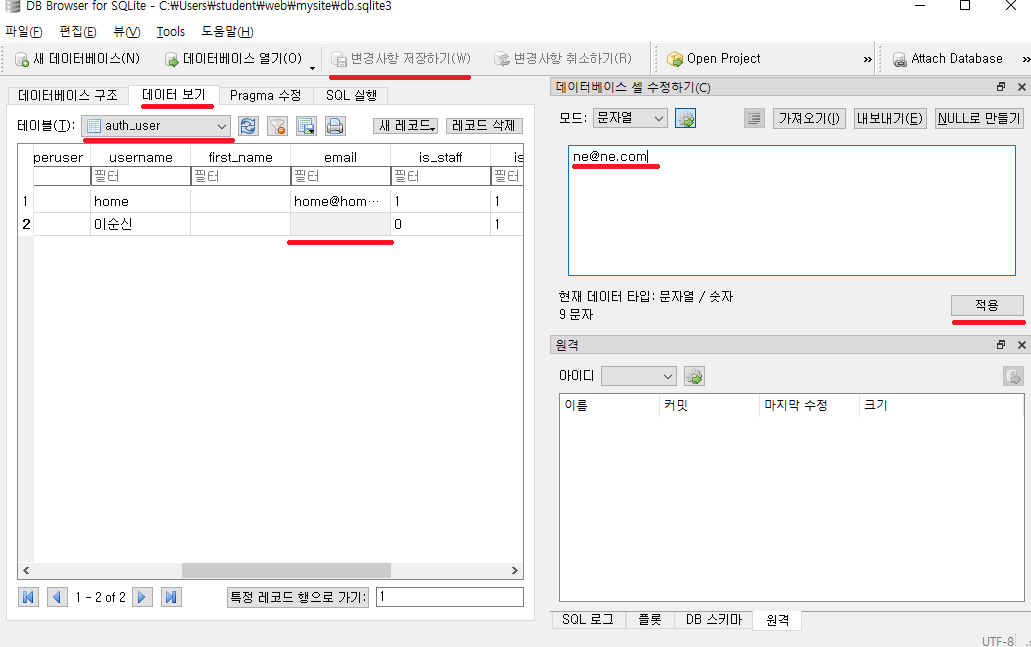 DB Browser for SQLite - C:₩Users₩student₩web₩mysite₩db.sqlite3
파일(F) 편집(E) 뷰(V) Tools 도움말(H)
새 데이터베이스(N) 데이터베이스 열기(O) 변경사항 저장하기(W) 변경사항 취소하기(R) Open Project » Attach Database »
데이터베이스 구조 데이터 보기 Pragma 수정 SQL 실행
테이블(T): auth_user 새 레코드 레코드 삭제
peruser username first_name email is_staff is
필터 필터 필터 필터 필터
1 home home@hom··· 1 1
2 이순신 0 1
1 - 2 of 2 특정 레코드 행으로 가기: 1
데이터베이스 셀 수정하기(C)
모드: 문자열 가져오기(I) 내보내기(E) NULL로 만들기
ne@ne.com
현재 데이터 타입: 문자열 / 숫자
9 문자
적용
원격
아이디
이름 커밋 마지막 수정 크기
SQL 로그 플롯 DB 스키마 원격
UTF-8